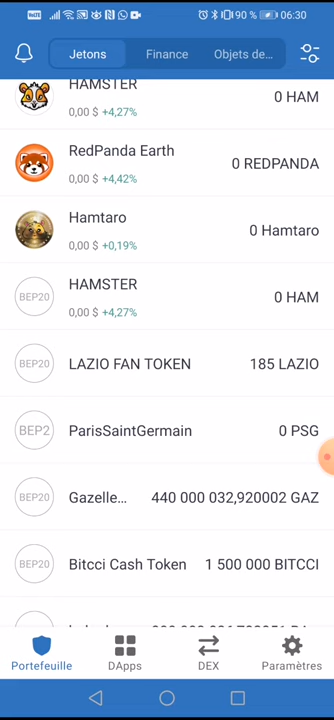 VoLTE 90 % 06:30
Jetons Finance Objets de...
HAMSTER 0 HAM
0,00 $ +4,27%
RedPanda Earth 0 REDPANDA
0,00 $ +4,42%
Hamtaro 0 Hamtaro
0,00 $ +0,19%
BEP20 HAMSTER 0 HAM
0,00 $ +4,27%
BEP20 LAZIO FAN TOKEN 185 LAZIO
BEP2 ParisSaintGermain 0 PSG
BEP20 Gazelle... 440 000 032,920002 GAZ
BEP20 Bitcci Cash Token 1 500 000 BITCCI
Portefeuille DApps DEX Paramètres